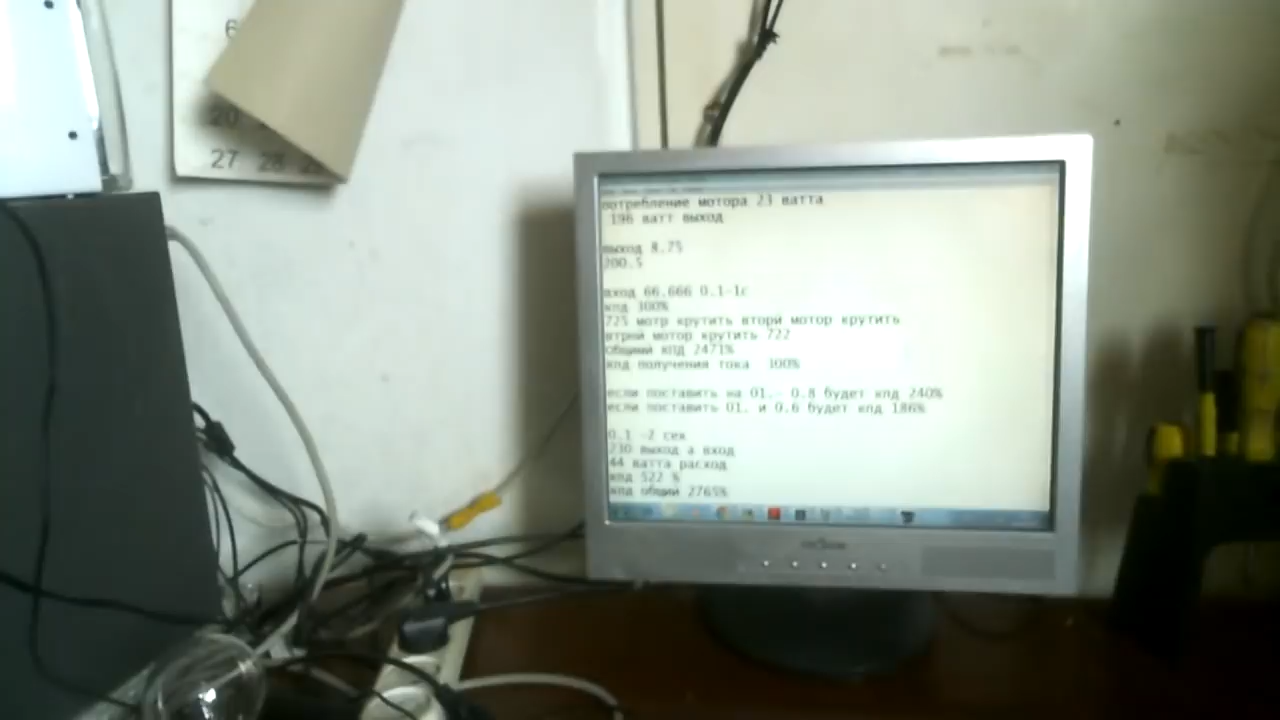 6
20
27 28
потребление мотора 23 ватта
196 ватт выход
выход 8.75
200.5
вход 66.666 0.1-1с
кпд 300%
725 мотр крутить втори мотор крутить
втрой мотор крутить 722
Общий кпд 2471%
кпд получения тока 300%
если поставить на 01.- 0.8 будет кпд 240%
если поставить 01. и 0.6 будет кпд 186%
0.1 -2 сек
230 выход а вход
44 ватта расход
кпд 522 %
кпд общий 2765%